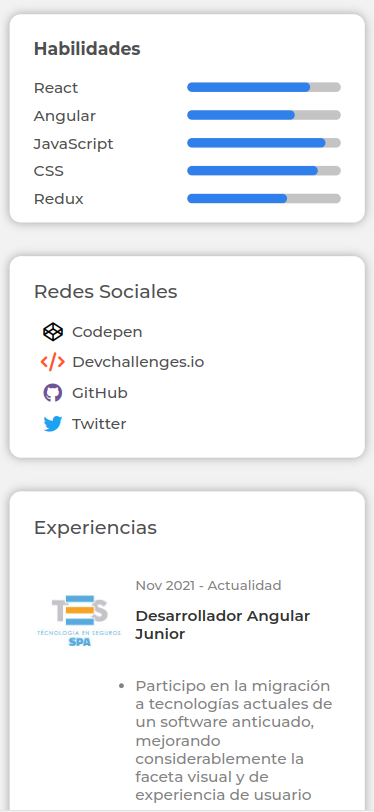 Habilidades
React
Angular
JavaScript
CSS
Redux
Redes Sociales
Codepen
Devchallenges.io
GitHub
Twitter
Experiencias
TES
TECNOLOGIA EN SEGUROS
SPA
Nov 2021 - Actualidad
Desarrollador Angular
Junior
Participo en la migración
a tecnologías actuales de
un software anticuado,
mejorando
considerablemente la
faceta visual y de
experiencia de usuario